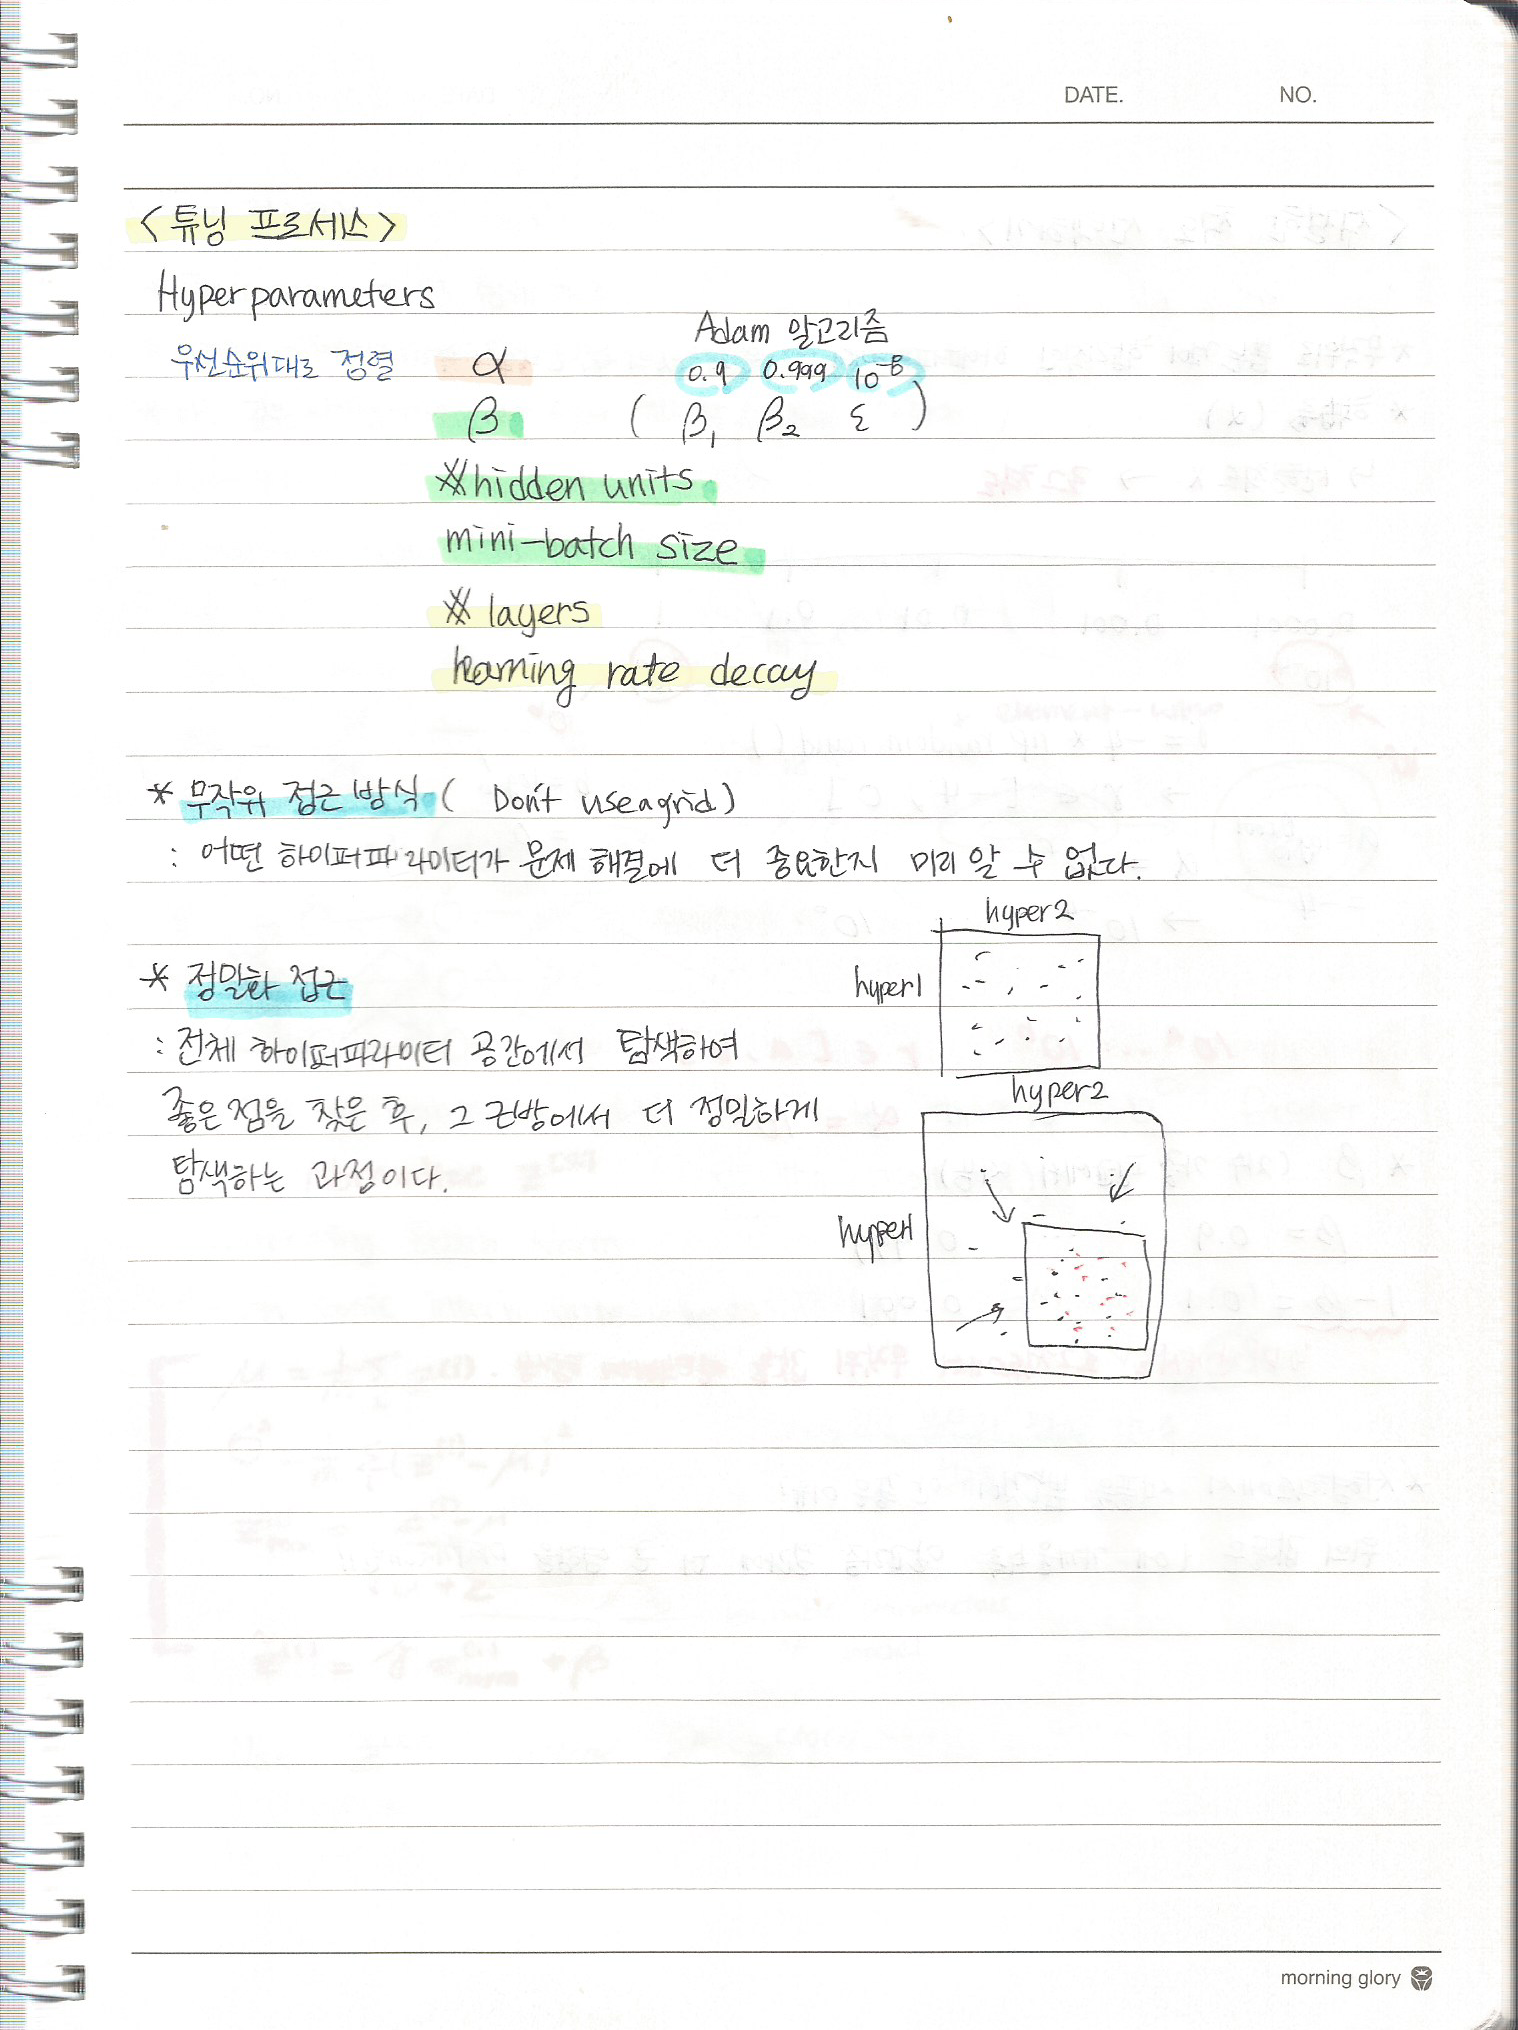 DATE. NO.
<튜닝 프로세스>
Hyperparameters
Adam 알고리즘
우선순위대로 정렬 α 0.9 0.999 10⁻⁸
β ( β₁ β₂ ε )
#hidden units
mini-batch size
# layers
learning rate decay
* 무작위 접근 방식 ( Don't use a grid )
: 어떤 하이퍼파라미터가 문제 해결에 더 중요한지 미리 알 수 없다.
hyper2
hyper1
* 정밀화 접근
: 전체 하이퍼파라미터 공간에서 탐색하여
좋은 점을 찾은 후, 그 근방에서 더 정밀하게
탐색하는 과정이다.
hyper2
hyper1
morning glory